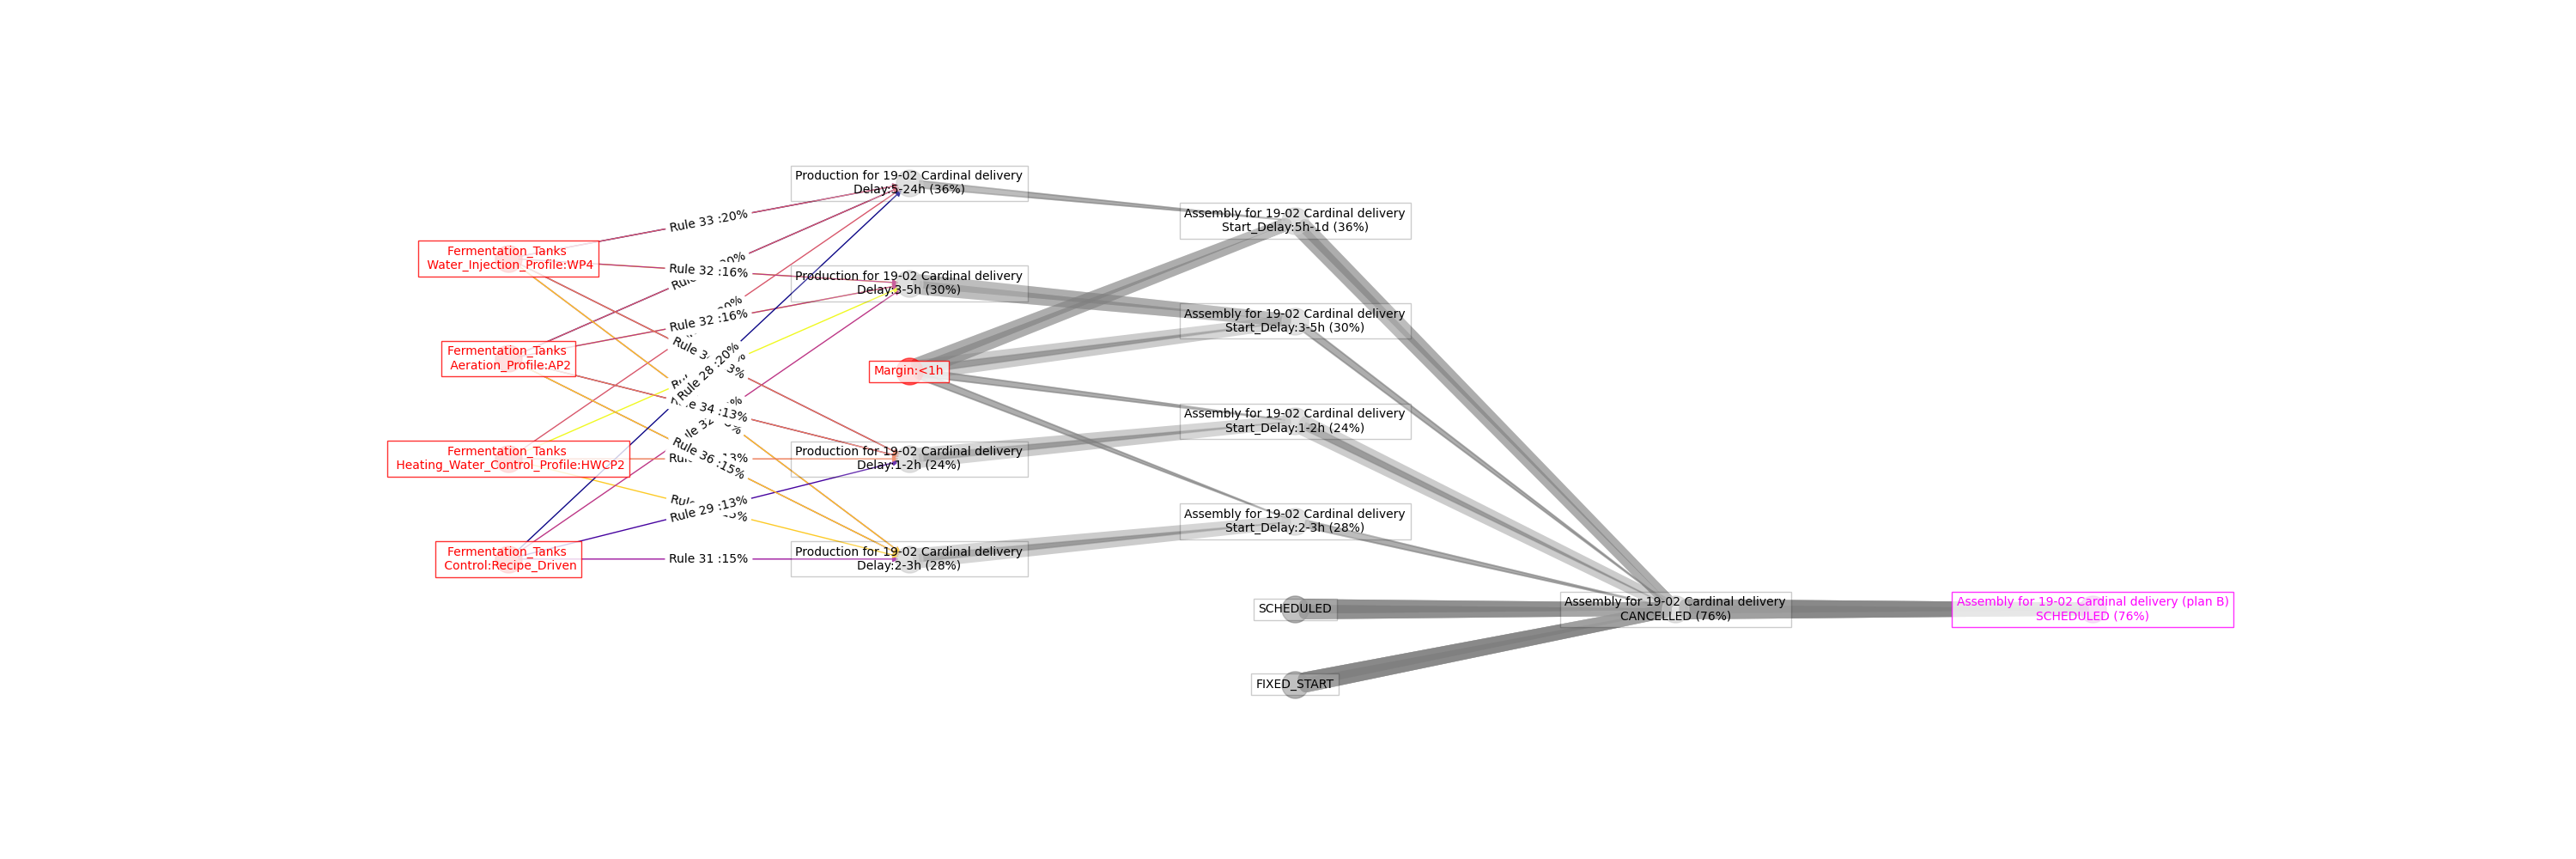 Production for 19-02 Cardinal delivery
Delay:5-24h (36%)
Assembly for 19-02 Cardinal delivery
Start_Delay:5h-1d (36%)
Rule 33 :20%
Fermentation_Tanks
Water_Injection_Profile:WP4
Rule 32 :16%
Production for 19-02 Cardinal delivery
Delay:3-5h (30%)
Assembly for 19-02 Cardinal delivery
Start_Delay:3-5h (30%)
Rule 32 :16%
Fermentation_Tanks
Aeration_Profile:AP2
Rule 28 :20%
Margin:<1h
Rule 34 :13%
Assembly for 19-02 Cardinal delivery
Start_Delay:1-2h (24%)
Fermentation_Tanks
Heating_Water_Control_Profile:HWCP2
Rule 36 :15%
Production for 19-02 Cardinal delivery
Delay:1-2h (24%)
Rule 29 :13%
Assembly for 19-02 Cardinal delivery
Start_Delay:2-3h (28%)
Fermentation_Tanks
Control:Recipe_Driven
Rule 31 :15%
Production for 19-02 Cardinal delivery
Delay:2-3h (28%)
SCHEDULED
Assembly for 19-02 Cardinal delivery
CANCELLED (76%)
Assembly for 19-02 Cardinal delivery (plan B)
SCHEDULED (76%)
FIXED_START